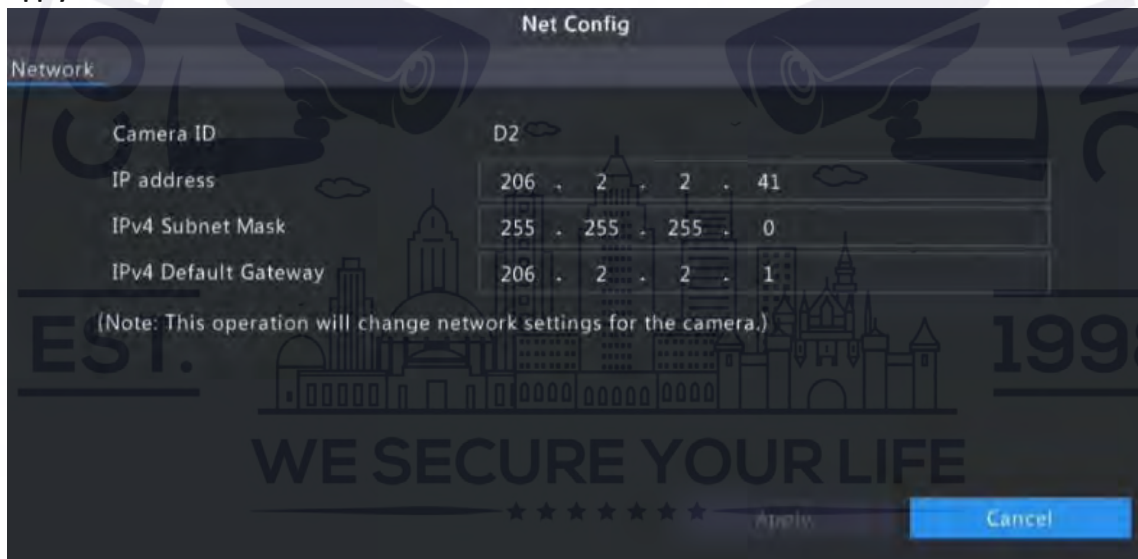 Net Config
Network
Camera ID D2
IP address 206 . 2 . 2 . 41
IPv4 Subnet Mask 255 . 255 . 255 . 0
IPv4 Default Gateway 206 . 2 . 2 . 1
(Note: This operation will change network settings for the camera.)
EST. 199
WE SECURE YOUR LIFE
Apply Cancel